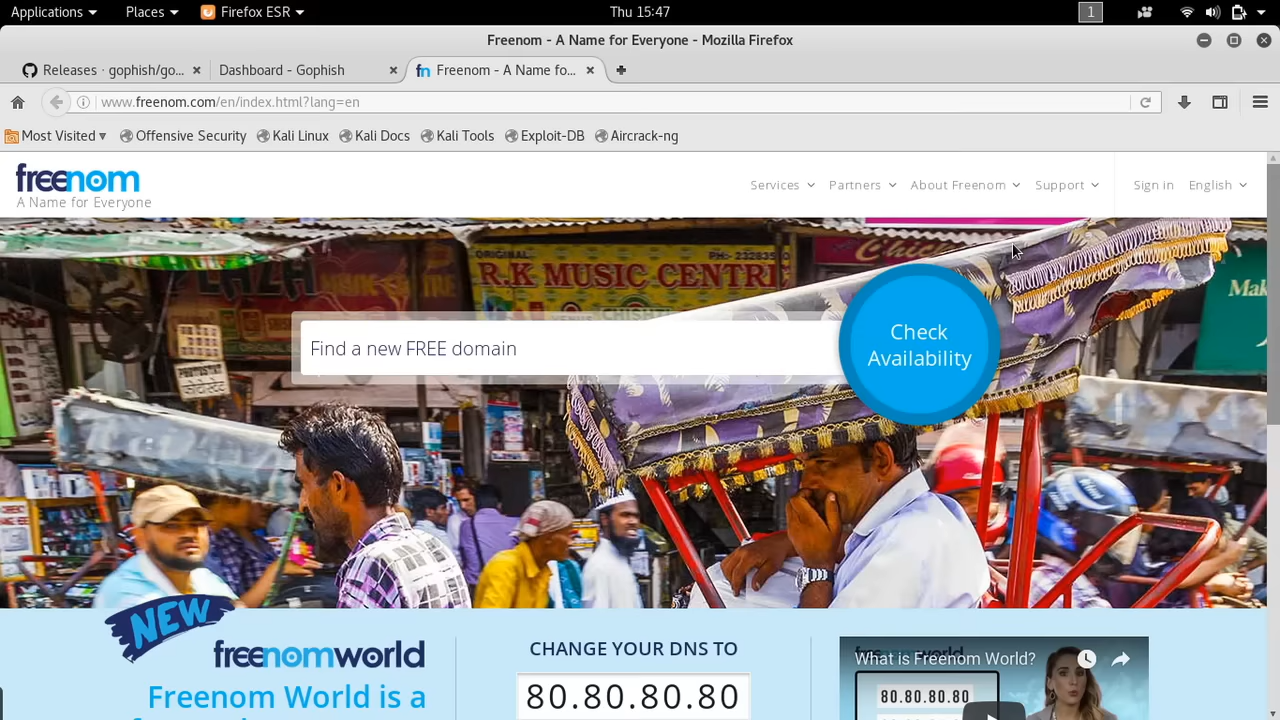 Applications Places Firefox ESR Thu 15:47 1
Freenom - A Name for Everyone - Mozilla Firefox
Releases · gophish/go... Dashboard - Gophish Freenom - A Name fo...
www.freenom.com/en/index.html?lang=en
Most Visited Offensive Security Kali Linux Kali Docs Kali Tools Exploit-DB Aircrack-ng
freenom
A Name for Everyone
Services Partners About Freenom Support Sign in English
ORIGINAL
R.K MUSIC CENTRE
Find a new FREE domain
Check
Availability
NEW
freenomworld
Freenom World is a
CHANGE YOUR DNS TO
80.80.80.80
What is Freenom World?
80.80.80.80